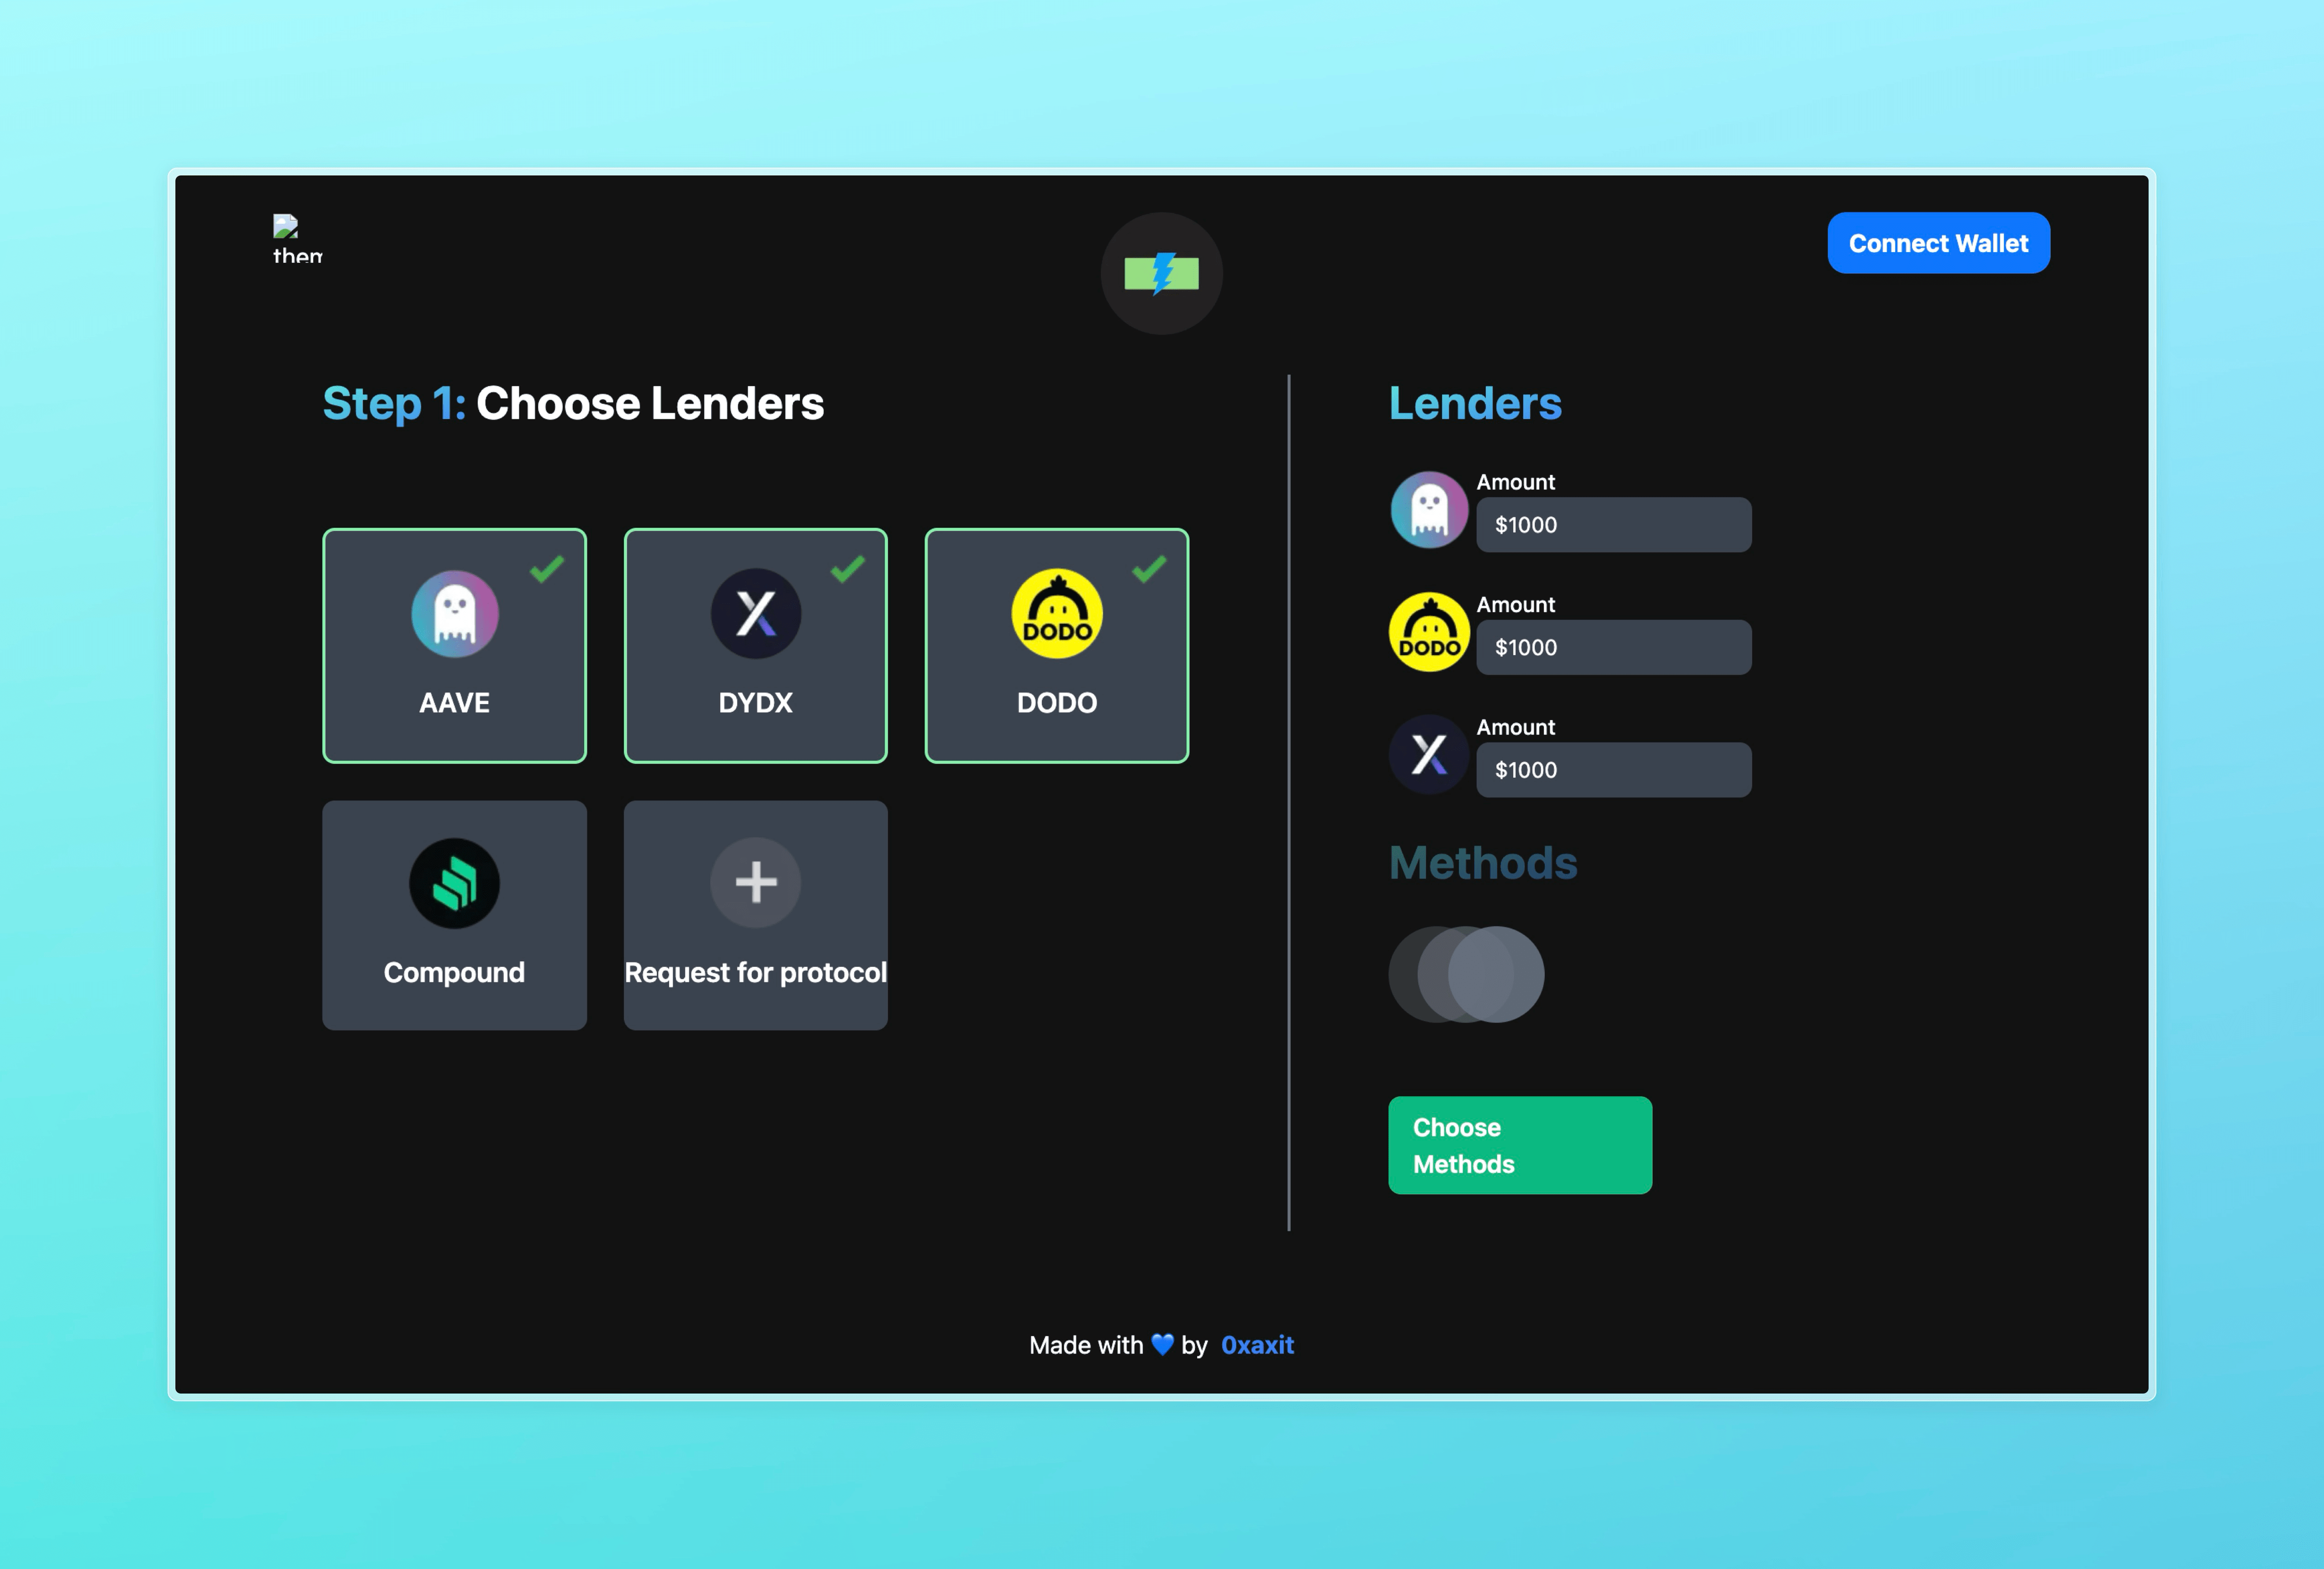 them
Connect Wallet
Step 1: Choose Lenders
AAVE
DYDX
DODO
DODO
Compound
Request for protocol
Lenders
Amount
$1000
DODO
Amount
$1000
Amount
$1000
Methods
Choose
Methods
Made with 💙 by 0xaxit